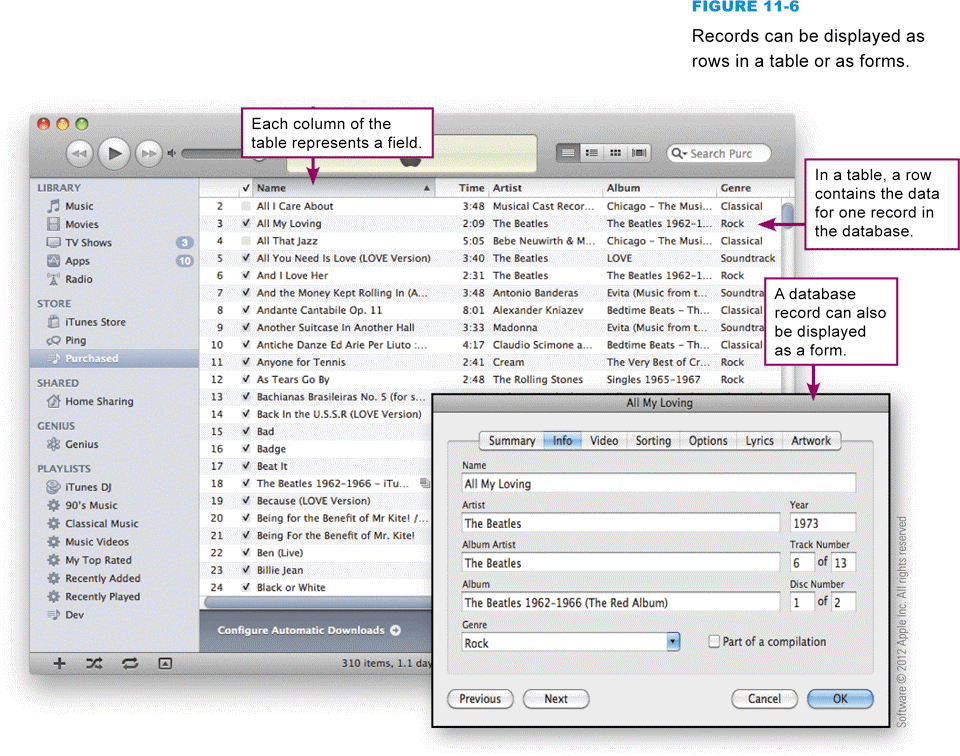 FIGURE 11-6
Records can be displayed as
rows in a table or as forms.
Each column of the
table represents a field.
Search Purc
In a table, a row
contains the data
for one record in
the database.
A database
record can also
be displayed
as a form.
LIBRARY
Music
Movies
TV Shows 3
Apps 10
Radio
STORE
iTunes Store
Ping
Purchased
SHARED
Home Sharing
GENIUS
Genius
PLAYLISTS
iTunes DJ
90's Music
Classical Music
Music Videos
My Top Rated
Recently Added
Recently Played
Dev
✓ Name Time Artist Album Genre
2 All I Care About 3:48 Musical Cast Recor... Chicago – The Musi... Classical
3 ✓ All My Loving 2:09 The Beatles The Beatles 1962–1... Rock
4 All That Jazz 5:05 Bebe Neuwirth & M... Chicago – The Musi... Classical
5 ✓ All You Need Is Love (LOVE Version) 3:40 The Beatles LOVE Soundtrack
6 ✓ And I Love Her 2:31 The Beatles The Beatles 1962–1... Rock
7 ✓ And the Money Kept Rolling In (A... 3:48 Antonio Banderas Evita (Music from t... Soundtra
8 ✓ Andante Cantabile Op. 11 8:01 Alexander Kniazev Bedtime Beats – Th... Classical
9 ✓ Another Suitcase In Another Hall 3:33 Madonna Evita (Music from t... Soundtra
10 ✓ Antiche Danze Ed Arie Per Liuto :... 4:17 Claudio Scimone a... Bedtime Beats – Th... Classical
11 ✓ Anyone for Tennis 2:41 Cream The Very Best of Cr... Rock
12 ✓ As Tears Go By 2:48 The Rolling Stones Singles 1965–1967 Rock
13 ✓ Bachianas Brasileiras No. 5 (for s...
14 ✓ Back In the U.S.S.R (LOVE Version)
15 ✓ Bad
16 ✓ Badge
17 ✓ Beat It
18 ✓ The Beatles 1962–1966 – iTu...
19 ✓ Because (LOVE Version)
20 ✓ Being for the Benefit of Mr Kite! /...
21 ✓ Being For the Benefit of Mr. Kite!
22 ✓ Ben (Live)
23 ✓ Billie Jean
24 ✓ Black or White
Configure Automatic Downloads
310 items, 1.1 day
All My Loving
Summary Info Video Sorting Options Lyrics Artwork
Name
All My Loving
Artist Year
The Beatles 1973
Album Artist Track Number
The Beatles 6 of 13
Album Disc Number
The Beatles 1962-1966 (The Red Album) 1 of 2
Genre
Rock Part of a compilation
Previous Next Cancel OK
Software © 2012 Apple Inc. All rights reserved